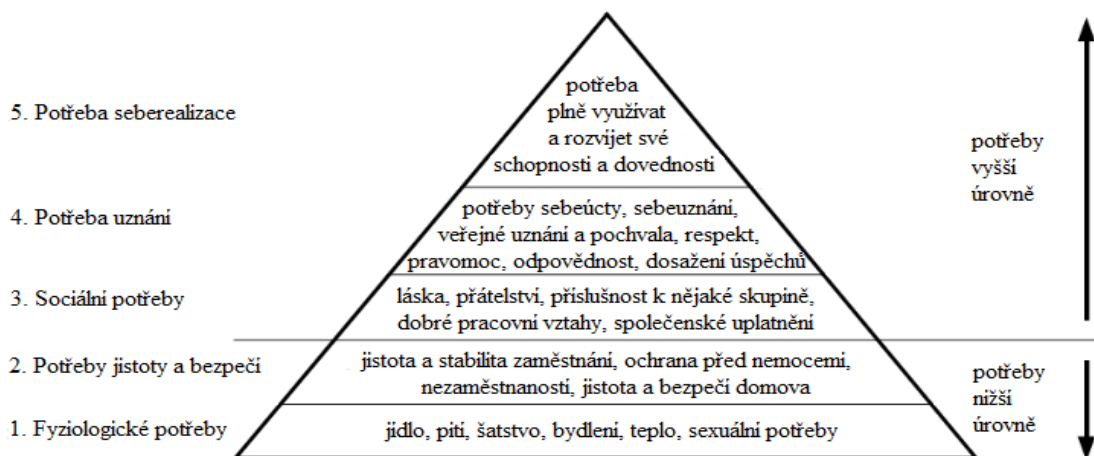 5. Potřeba seberealizace
potřeba
plně využívat
a rozvíjet své
schopnosti a dovednosti
potřeby
vyšší
úrovně
4. Potřeba uznání
potřeby sebeúcty, sebeuznání,
veřejné uznání a pochvala, respekt,
pravomoc, odpovědnost, dosažení úspěchů
3. Sociální potřeby
láska, přátelství, příslušnost k nějaké skupině,
dobré pracovní vztahy, společenské uplatnění
2. Potřeby jistoty a bezpečí
jistota a stabilita zaměstnání, ochrana před nemocemi,
nezaměstnaností, jistota a bezpečí domova
potřeby
nižší
úrovně
1. Fyziologické potřeby
jídlo, pití, šatstvo, bydlení, teplo, sexuální potřeby